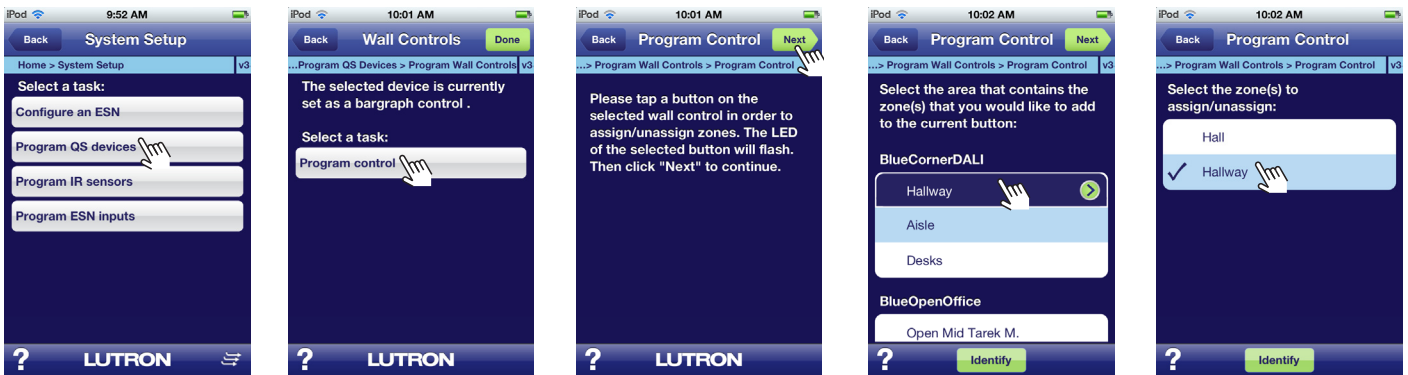 iPod 9:52 AM
Back System Setup
Home > System Setup v3
Select a task:
Configure an ESN
Program QS devices
Program IR sensors
Program ESN inputs
? LUTRON
iPod 10:01 AM
Back Wall Controls Done
...Program QS Devices > Program Wall Controls v3
The selected device is currently
set as a bargraph control .
Select a task:
Program control
? LUTRON
iPod 10:01 AM
Back Program Control Next
...> Program Wall Controls > Program Control
Please tap a button on the
selected wall control in order to
assign/unassign zones. The LED
of the selected button will flash.
Then click "Next" to continue.
? LUTRON
iPod 10:02 AM
Back Program Control Next
...> Program Wall Controls > Program Control v3
Select the area that contains the
zone(s) that you would like to add
to the current button:
BlueCornerDALI
Hallway
Aisle
Desks
BlueOpenOffice
Open Mid Tarek M.
? Identify
iPod 10:02 AM
Back Program Control
...> Program Wall Controls > Program Control v3
Select the zone(s) to
assign/unassign:
Hall
Hallway
? Identify